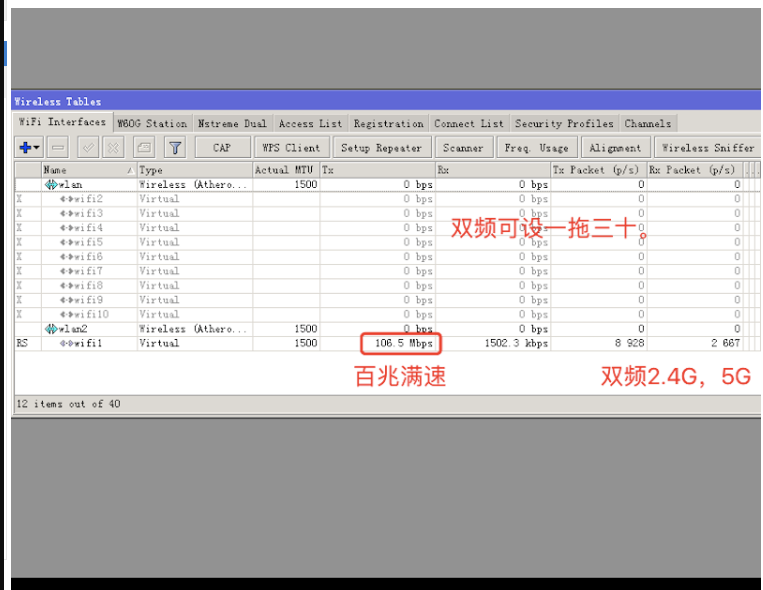 Wireless Tables
WiFi Interfaces W60G Station Nstreme Dual Access List Registration Connect List Security Profiles Channels
CAP WPS Client Setup Repeater Scanner Freq. Usage Alignment Wireless Sniffer
Name Type Actual MTU Tx Rx Tx Packet (p/s) Rx Packet (p/s) ...
wlan Wireless (Athero... 1500 0 bps 0 bps 0 0
X wifi2 Virtual 0 bps 0 bps 0 0
X wifi3 Virtual 0 bps 0 bps 0 0
X wifi4 Virtual 0 bps 0 bps 0 0
双频可设一拖三十。
X wifi5 Virtual 0 bps 0 bps 0 0
X wifi6 Virtual 0 bps 0 bps 0 0
X wifi7 Virtual 0 bps 0 bps 0 0
X wifi8 Virtual 0 bps 0 bps 0 0
X wifi9 Virtual 0 bps 0 bps 0 0
X wifi10 Virtual 0 bps 0 bps 0 0
wlan2 Wireless (Athero... 1500 0 bps 0 bps 0 0
RS wifi1 Virtual 1500 106.5 Mbps 1502.3 kbps 8 928 2 667
百兆满速 双频2.4G，5G
12 items out of 40